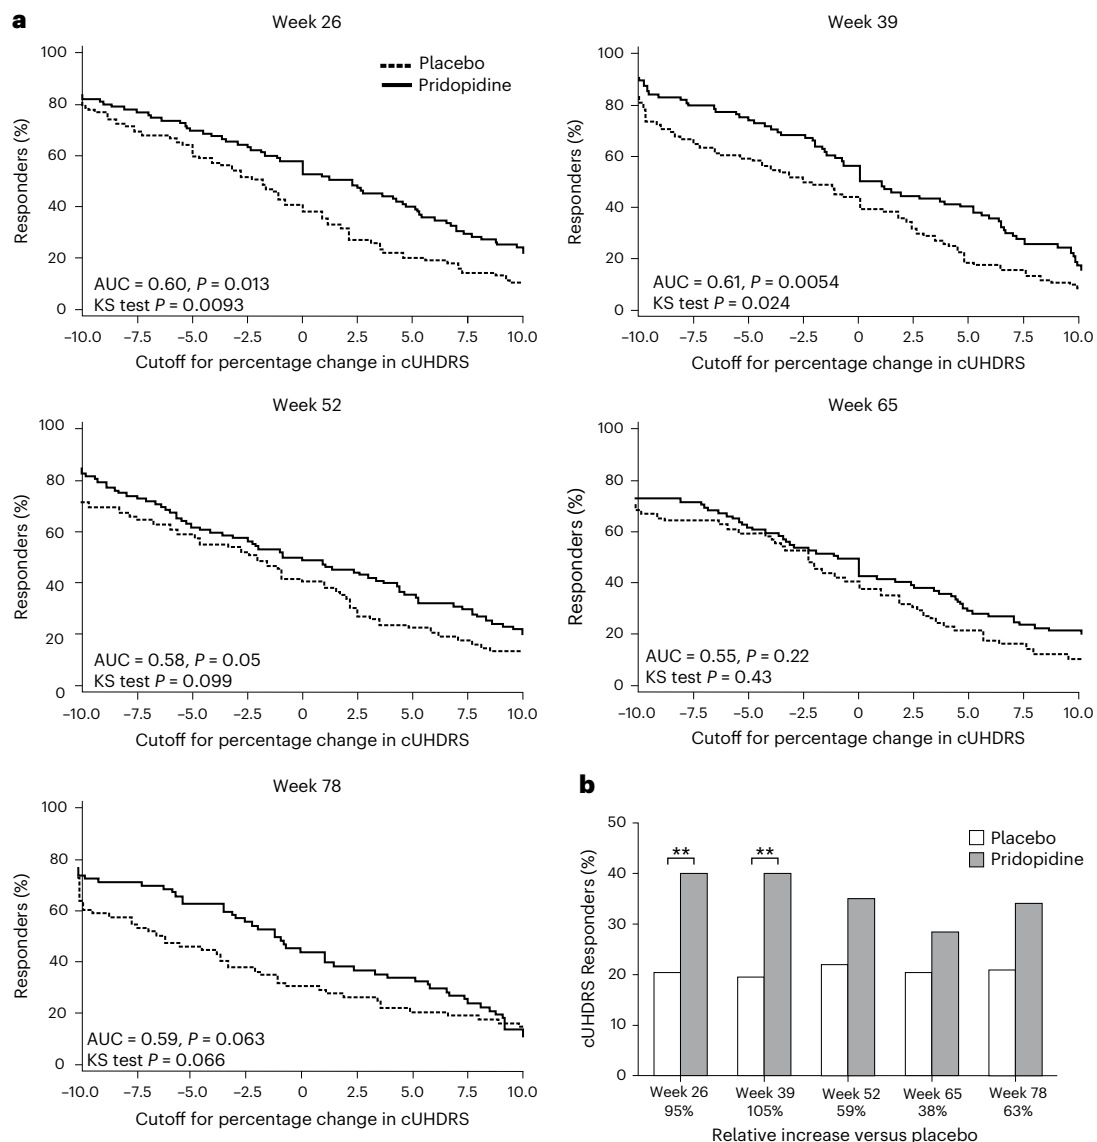 a
Week 26
Responders (%)
100
80
60
40
20
0
Placebo
Pridopidine
AUC = 0.60, P = 0.013
KS test P = 0.0093
−10.0 −7.5 −5.0 −2.5 0 2.5 5.0 7.5 10.0
Cutoff for percentage change in cUHDRS
Week 39
Responders (%)
100
80
60
40
20
0
AUC = 0.61, P = 0.0054
KS test P = 0.024
−10.0 −7.5 −5.0 −2.5 0 2.5 5.0 7.5 10.0
Cutoff for percentage change in cUHDRS
Week 52
Responders (%)
100
80
60
40
20
0
AUC = 0.58, P = 0.05
KS test P = 0.099
−10.0 −7.5 −5.0 −2.5 0 2.5 5.0 7.5 10.0
Cutoff for percentage change in cUHDRS
Week 65
Responders (%)
100
80
60
40
20
0
AUC = 0.55, P = 0.22
KS test P = 0.43
−10.0 −7.5 −5.0 −2.5 0 2.5 5.0 7.5 10.0
Cutoff for percentage change in cUHDRS
Week 78
Responders (%)
100
80
60
40
20
0
AUC = 0.59, P = 0.063
KS test P = 0.066
−10.0 −7.5 −5.0 −2.5 0 2.5 5.0 7.5 10.0
Cutoff for percentage change in cUHDRS
b
cUHDRS Responders (%)
50
40
30
20
10
0
Placebo
Pridopidine
** **
Week 26 Week 39 Week 52 Week 65 Week 78
95% 105% 59% 38% 63%
Relative increase versus placebo